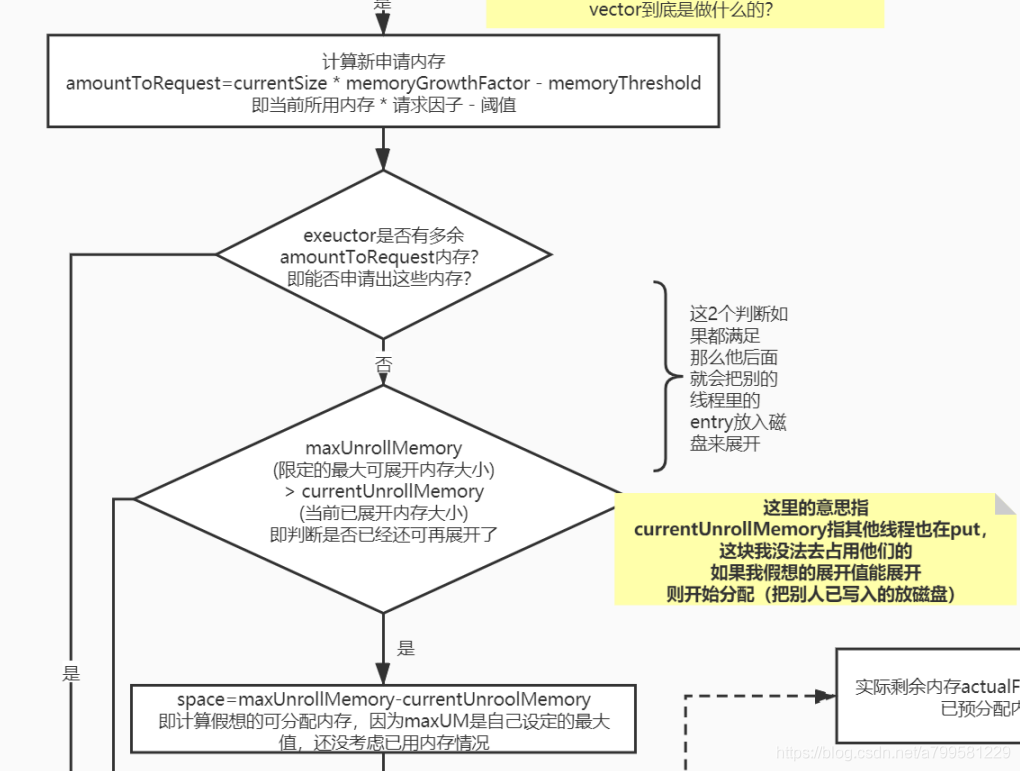 是
vector到底是做什么的?
计算新申请内存
amountToRequest=currentSize * memoryGrowthFactor - memoryThreshold
即当前所用内存 * 请求因子 - 阈值
exeuctor是否有多余
amountToRequest内存?
即能否申请出这些内存?
否
这2个判断如
果都满足
那么他后面
就会把别的
线程里的
entry放入磁
盘来展开
maxUnrollMemory
(限定的最大可展开内存大小)
> currentUnrollMemory
(当前已展开内存大小)
即判断是否已经还可再展开了
这里的意思指
currentUnrollMemory指其他线程也在put，
这块我没法去占用他们的
如果我假想的展开值能展开
则开始分配（把别人已写入的放磁盘）
是
是
space=maxUnrollMemory-currentUnroolMemory
即计算假想的可分配内存，因为maxUM是自己设定的最大
值，还没考虑已用内存情况
实际剩余内存actualF
已预分配内
https://blog.csdn.net/a799581229